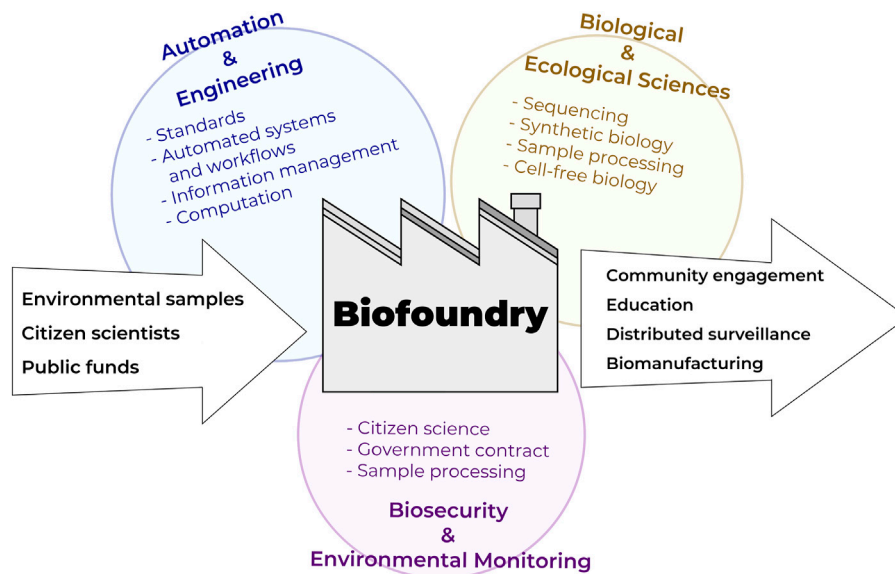 Automation
&
Engineering
- Standards
- Automated systems
and workflows
- Information management
- Computation
Biological
&
Ecological Sciences
- Sequencing
- Synthetic biology
- Sample processing
- Cell-free biology
Environmental samples
Citizen scientists
Public funds
Biofoundry
Community engagement
Education
Distributed surveillance
Biomanufacturing
- Citizen science
- Government contract
- Sample processing
Biosecurity
&
Environmental Monitoring